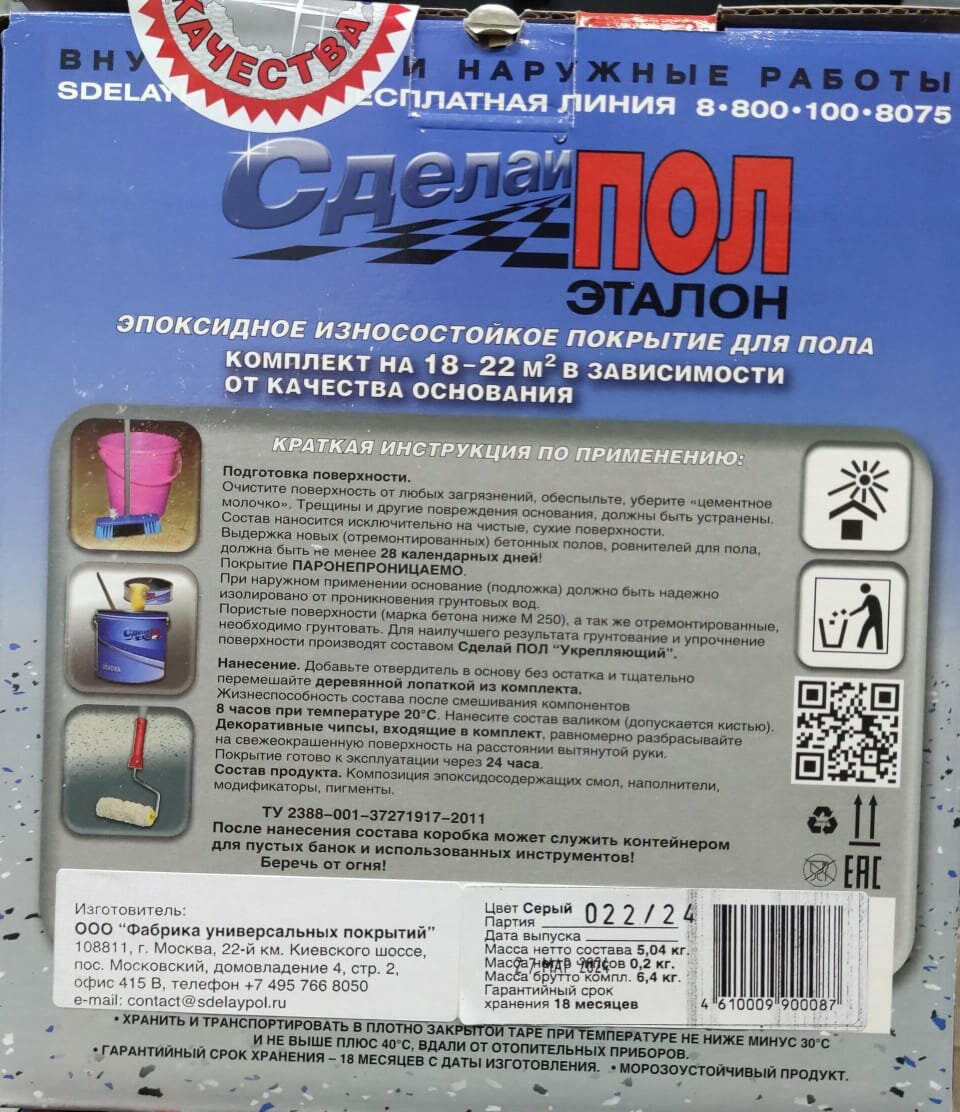 КАЧЕСТВА
И НАРУЖНЫЕ РАБОТЫ
8•800•100•8075
ЛИНИЯ
Сделай
ПОЛ
ЭТАЛОН
ЭПОКСИДНОЕ ИЗНОСОСТОЙКОЕ ПОКРЫТИЕ ДЛЯ ПОЛА
КОМПЛЕКТ НА 18-22 м² В ЗАВИСИМОСТИ
ОТ КАЧЕСТВА ОСНОВАНИЯ
КРАТКАЯ ИНСТРУКЦИЯ ПО ПРИМЕНЕНИЮ:
Подготовка поверхности.
Очистите поверхность от любых загрязнений, обеспыльте, уберите «цементное
молочко». Трещины и другие повреждения основания, должны быть устранены.
Состав наносится исключительно на чистые, сухие поверхности.
Выдержка новых (отремонтированных) бетонных полов, ровнителей для пола,
должна быть не менее 28 календарных дней!
Покрытие ПАРОНЕПРОНИЦАЕМО.
При наружном применении основание (подложка) должно быть надежно
изолировано от проникновения грунтовых вод.
Пористые поверхности (марка бетона ниже М 250), а так же отремонтированные,
необходимо грунтовать. Для наилучшего результата грунтование и упрочнение
поверхности производят составом Сделай ПОЛ "Укрепляющий".
Нанесение. Добавьте отвердитель в основу без остатка и тщательно
перемешайте деревянной лопаткой из комплекта.
Жизнеспособность состава после смешивания компонентов
8 часов при температуре 20°С. Нанесите состав валиком (допускается кистью).
Декоративные чипсы, входящие в комплект, равномерно разбрасывайте
на свежеокрашенную поверхность на расстоянии вытянутой руки.
Покрытие готово к эксплуатации через 24 часа.
Состав продукта. Композиция эпоксидосодержащих смол, наполнители,
модификаторы, пигменты.
ТУ 2388–001–37271917–2011
После нанесения состава коробка может служить контейнером
для пустых банок и использованных инструментов!
Беречь от огня!
EAC
Изготовитель:
ООО "Фабрика универсальных покрытий"
108811, г. Москва, 22-й км. Киевского шоссе,
пос. Московский, домовладение 4, стр. 2,
офис 415 В, телефон +7 495 766 8050
e-mail: contact@sdelaypol.ru
Цвет Серый
Партия 022/24
Дата выпуска
27 МАР 2024
Масса нетто состава 5,04 кг.
0,2 кг.
Масса брутто компл. 6,4 кг.
Гарантийный срок
хранения 18 месяцев
4 610009 900087
• ХРАНИТЬ И ТРАНСПОРТИРОВАТЬ В ПЛОТНО ЗАКРЫТОЙ ТАРЕ ПРИ ТЕМПЕРАТУРЕ НЕ НИЖЕ МИНУС 30°С
И НЕ ВЫШЕ ПЛЮС 40°С, ВДАЛИ ОТ ОТОПИТЕЛЬНЫХ ПРИБОРОВ.
• ГАРАНТИЙНЫЙ СРОК ХРАНЕНИЯ – 18 МЕСЯЦЕВ С ДАТЫ ИЗГОТОВЛЕНИЯ. • МОРОЗОУСТОЙЧИВЫЙ ПРОДУКТ.